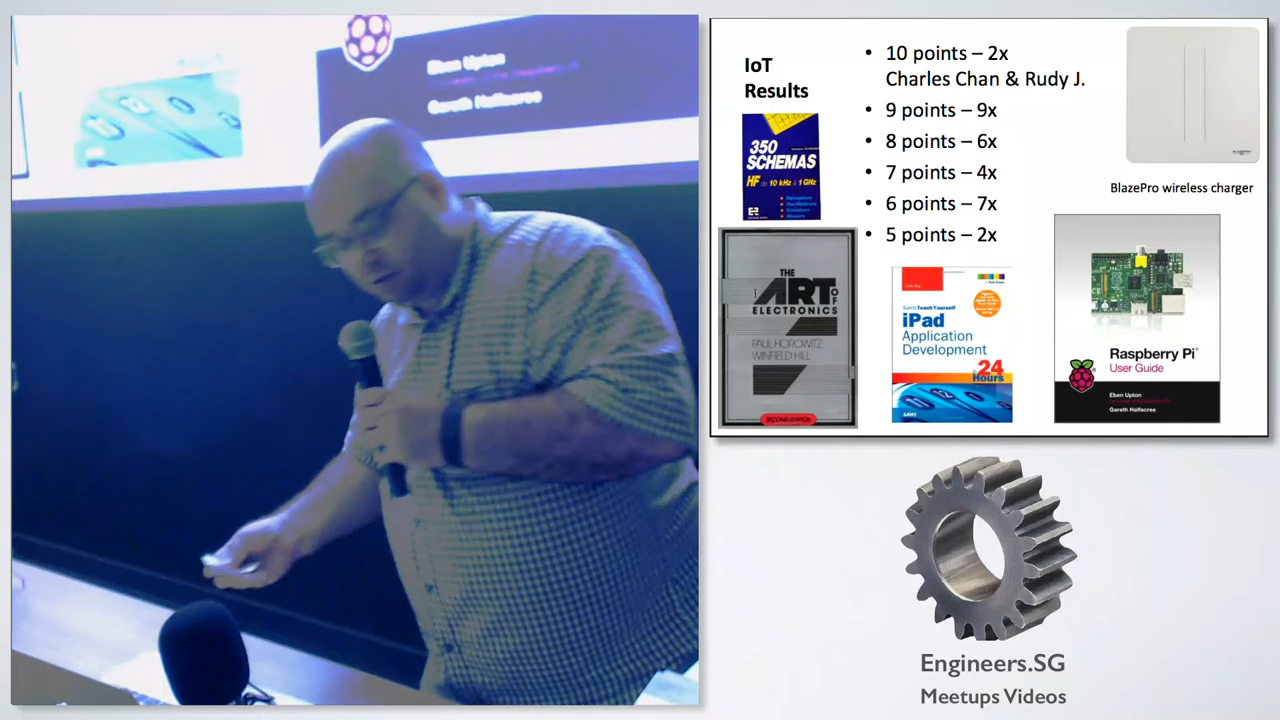 Eben Upton
Gareth Halfacree
IoT
Results
• 10 points – 2x
Charles Chan & Rudy J.
• 9 points – 9x
• 8 points – 6x
• 7 points – 4x
• 6 points – 7x
• 5 points – 2x
BlazePro wireless charger
350
SCHEMAS
HF de 10 kHz à 1 GHz
THE
ART OF
ELECTRONICS
PAUL HOROWITZ
WINFIELD HILL
SECOND EDITION
Sams Teach Yourself
iPad
Application
Development
in 24
Hours
SAMS
Raspberry Pi
User Guide
Eben Upton
Gareth Halfacree
Engineers.SG
Meetups Videos